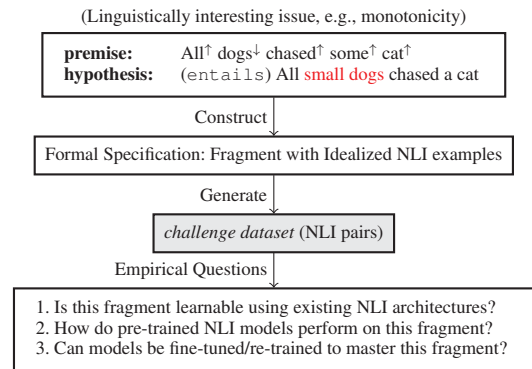 (Linguistically interesting issue, e.g., monotonicity)
premise: All↑ dogs↓ chased↑ some↑ cat↑
hypothesis: (entails) All small dogs chased a cat
Construct
Formal Specification: Fragment with Idealized NLI examples
Generate
challenge dataset (NLI pairs)
Empirical Questions
1. Is this fragment learnable using existing NLI architectures?
2. How do pre-trained NLI models perform on this fragment?
3. Can models be fine-tuned/re-trained to master this fragment?